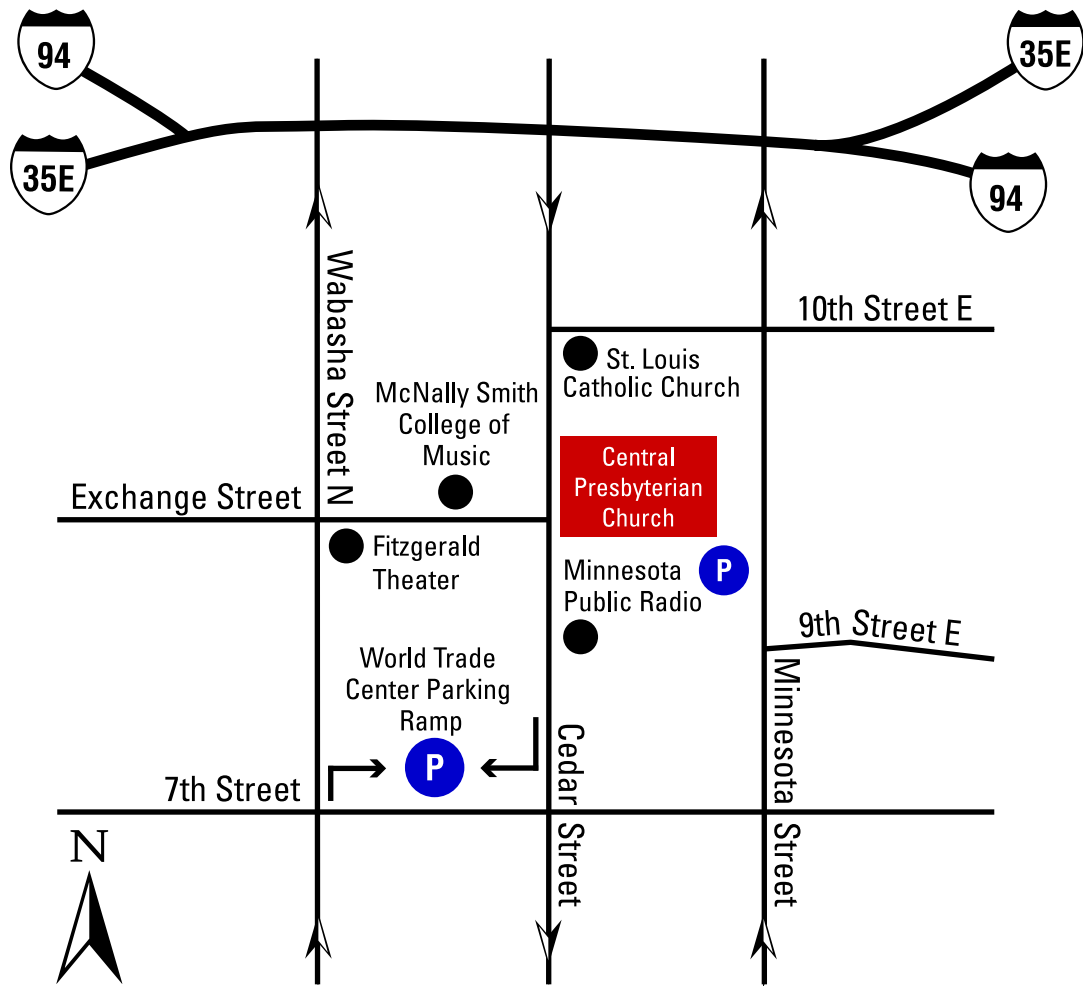 94
35E
35E
94
Wabasha Street N
10th Street E
St. Louis
Catholic Church
McNally Smith
College of
Music
Central
Presbyterian
Church
Exchange Street
Fitzgerald
Theater
Minnesota
Public Radio
P
9th Street E
World Trade
Center Parking
Ramp
P
Cedar Street
Minnesota Street
7th Street
N